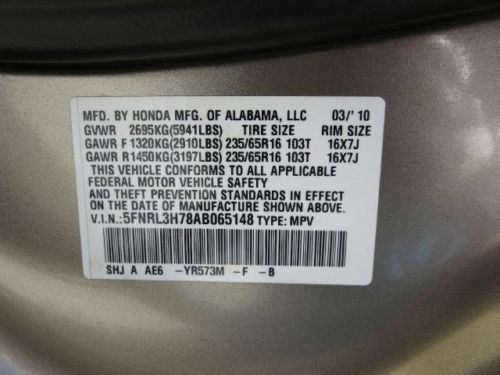 MFD. BY HONDA MFG. OF ALABAMA, LLC 03/'10
GVWR 2695KG(5941LBS) TIRE SIZE RIM SIZE
GAWR F 1320KG(2910LBS) 235/65R16 103T 16X7J
GAWR R 1450KG(3197LBS) 235/65R16 103T 16X7J
THIS VEHICLE CONFORMS TO ALL APPLICABLE
FEDERAL MOTOR VEHICLE SAFETY
AND THEFT PREVENTION STANDARDS IN EFFECT
ON THE DATE OF MANUFACTURE SHOWN ABOVE.
V.I.N.:5FNRL3H78AB065148 TYPE: MPV
SHJ A AE6 -YR573M -F -B